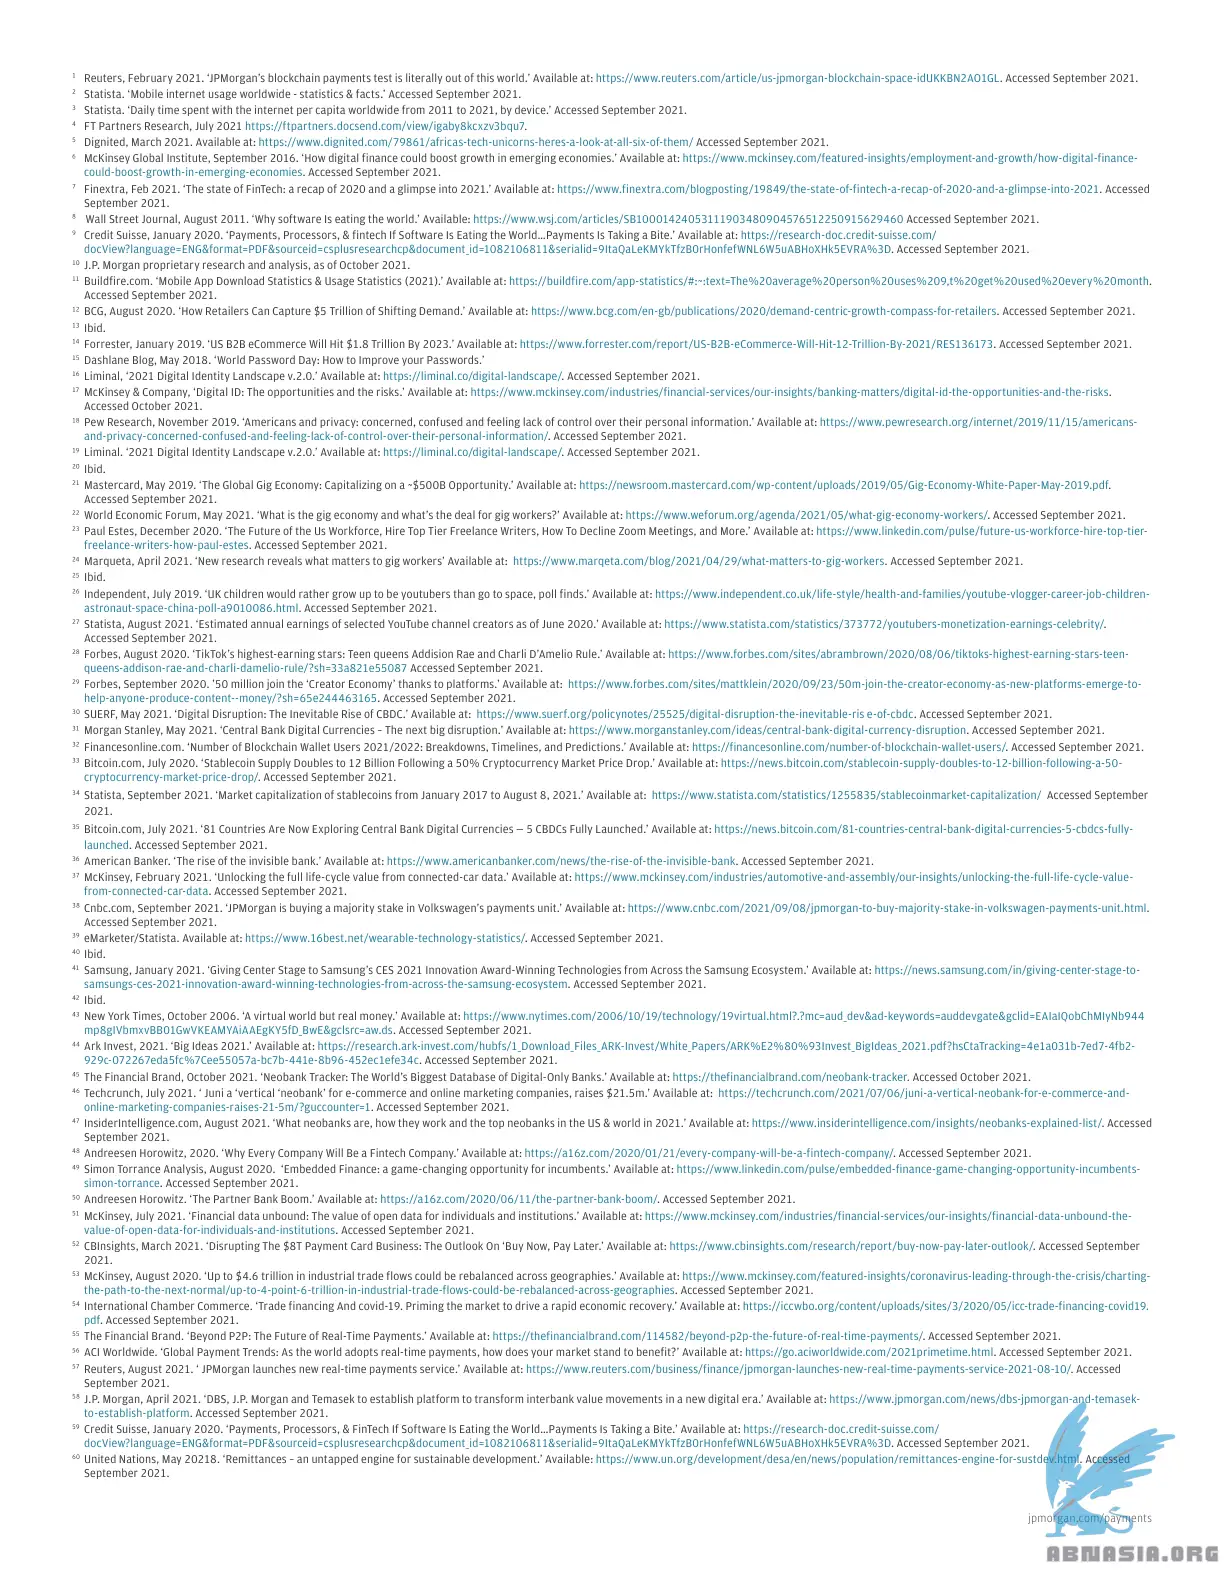 1 Reuters, February 2021. ‘JPMorgan’s blockchain payments test is literally out of this world.’ Available at: https://www.reuters.com/article/us-jpmorgan-blockchain-space-idUKKBN2AO1GL. Accessed September 2021.
2 Statista. ‘Mobile internet usage worldwide - statistics & facts.’ Accessed September 2021.
3 Statista. ‘Daily time spent with the internet per capita worldwide from 2011 to 2021, by device.’ Accessed September 2021.
4 FT Partners Research, July 2021 https://ftpartners.docsend.com/view/igaby8kcxzv3bqu7.
5 Dignited, March 2021. Available at: https://www.dignited.com/79861/africas-tech-unicorns-heres-a-look-at-all-six-of-them/ Accessed September 2021.
6 McKinsey Global Institute, September 2016. ‘How digital finance could boost growth in emerging economies.’ Available at: https://www.mckinsey.com/featured-insights/employment-and-growth/how-digital-finance-
could-boost-growth-in-emerging-economies. Accessed September 2021.
7 Finextra, Feb 2021. ‘The state of FinTech: a recap of 2020 and a glimpse into 2021.’ Available at: https://www.finextra.com/blogposting/19849/the-state-of-fintech-a-recap-of-2020-and-a-glimpse-into-2021. Accessed
September 2021.
8 Wall Street Journal, August 2011. ‘Why software Is eating the world.’ Available: https://www.wsj.com/articles/SB10001424053111903480904576512250915629460 Accessed September 2021.
9 Credit Suisse, January 2020. ‘Payments, Processors, & fintech If Software Is Eating the World…Payments Is Taking a Bite.’ Available at: https://research-doc.credit-suisse.com/
docView?language=ENG&format=PDF&sourceid=csplusresearchcp&document_id=1082106811&serialid=9ItaQaLeKMYkTfzB0rHonfefWNL6W5uABHoXHk5EVRA%3D. Accessed September 2021.
10 J.P. Morgan proprietary research and analysis, as of October 2021.
11 Buildfire.com. ‘Mobile App Download Statistics & Usage Statistics (2021).’ Available at: https://buildfire.com/app-statistics/#:~:text=The%20average%20person%20uses%209,t%20get%20used%20every%20month.
Accessed September 2021.
12 BCG, August 2020. ‘How Retailers Can Capture $5 Trillion of Shifting Demand.’ Available at: https://www.bcg.com/en-gb/publications/2020/demand-centric-growth-compass-for-retailers. Accessed September 2021.
13 Ibid.
14 Forrester, January 2019. ‘US B2B eCommerce Will Hit $1.8 Trillion By 2023.’ Available at: https://www.forrester.com/report/US-B2B-eCommerce-Will-Hit-12-Trillion-By-2021/RES136173. Accessed September 2021.
15 Dashlane Blog, May 2018. ‘World Password Day: How to Improve your Passwords.’
16 Liminal, ‘2021 Digital Identity Landscape v.2.0.’ Available at: https://liminal.co/digital-landscape/. Accessed September 2021.
17 McKinsey & Company, ‘Digital ID: The opportunities and the risks.’ Available at: https://www.mckinsey.com/industries/financial-services/our-insights/banking-matters/digital-id-the-opportunities-and-the-risks.
Accessed October 2021.
18 Pew Research, November 2019. ‘Americans and privacy: concerned, confused and feeling lack of control over their personal information.’ Available at: https://www.pewresearch.org/internet/2019/11/15/americans-
and-privacy-concerned-confused-and-feeling-lack-of-control-over-their-personal-information/. Accessed September 2021.
19 Liminal. ‘2021 Digital Identity Landscape v.2.0.’ Available at: https://liminal.co/digital-landscape/. Accessed September 2021.
20 Ibid.
21 Mastercard, May 2019. ‘The Global Gig Economy: Capitalizing on a ~$500B Opportunity.’ Available at: https://newsroom.mastercard.com/wp-content/uploads/2019/05/Gig-Economy-White-Paper-May-2019.pdf.
Accessed September 2021.
22 World Economic Forum, May 2021. ‘What is the gig economy and what’s the deal for gig workers?’ Available at: https://www.weforum.org/agenda/2021/05/what-gig-economy-workers/. Accessed September 2021.
23 Paul Estes, December 2020. ‘The Future of the Us Workforce, Hire Top Tier Freelance Writers, How To Decline Zoom Meetings, and More.’ Available at: https://www.linkedin.com/pulse/future-us-workforce-hire-top-tier-
freelance-writers-how-paul-estes. Accessed September 2021.
24 Marqueta, April 2021. ‘New research reveals what matters to gig workers’ Available at: https://www.marqeta.com/blog/2021/04/29/what-matters-to-gig-workers. Accessed September 2021.
25 Ibid.
26 Independent, July 2019. ‘UK children would rather grow up to be youtubers than go to space, poll finds.’ Available at: https://www.independent.co.uk/life-style/health-and-families/youtube-vlogger-career-job-children-
astronaut-space-china-poll-a9010086.html. Accessed September 2021.
27 Statista, August 2021. ‘Estimated annual earnings of selected YouTube channel creators as of June 2020.’ Available at: https://www.statista.com/statistics/373772/youtubers-monetization-earnings-celebrity/.
Accessed September 2021.
28 Forbes, August 2020. ‘TikTok’s highest-earning stars: Teen queens Addision Rae and Charli D’Amelio Rule.’ Available at: https://www.forbes.com/sites/abrambrown/2020/08/06/tiktoks-highest-earning-stars-teen-
queens-addison-rae-and-charli-damelio-rule/?sh=33a821e55087 Accessed September 2021.
29 Forbes, September 2020. ’50 million join the ‘Creator Economy’ thanks to platforms.’ Available at: https://www.forbes.com/sites/mattklein/2020/09/23/50m-join-the-creator-economy-as-new-platforms-emerge-to-
help-anyone-produce-content--money/?sh=65e244463165. Accessed September 2021.
30 SUERF, May 2021. ‘Digital Disruption: The Inevitable Rise of CBDC.’ Available at: https://www.suerf.org/policynotes/25525/digital-disruption-the-inevitable-ris e-of-cbdc. Accessed September 2021.
31 Morgan Stanley, May 2021. ‘Central Bank Digital Currencies – The next big disruption.’ Available at: https://www.morganstanley.com/ideas/central-bank-digital-currency-disruption. Accessed September 2021.
32 Financesonline.com. ‘Number of Blockchain Wallet Users 2021/2022: Breakdowns, Timelines, and Predictions.’ Available at: https://financesonline.com/number-of-blockchain-wallet-users/. Accessed September 2021.
33 Bitcoin.com, July 2020. ‘Stablecoin Supply Doubles to 12 Billion Following a 50% Cryptocurrency Market Price Drop.’ Available at: https://news.bitcoin.com/stablecoin-supply-doubles-to-12-billion-following-a-50-
cryptocurrency-market-price-drop/. Accessed September 2021.
34 Statista, September 2021. ‘Market capitalization of stablecoins from January 2017 to August 8, 2021.’ Available at: https://www.statista.com/statistics/1255835/stablecoinmarket-capitalization/ Accessed September
2021.
35 Bitcoin.com, July 2021. ‘81 Countries Are Now Exploring Central Bank Digital Currencies — 5 CBDCs Fully Launched.’ Available at: https://news.bitcoin.com/81-countries-central-bank-digital-currencies-5-cbdcs-fully-
launched. Accessed September 2021.
36 American Banker. ‘The rise of the invisible bank.’ Available at: https://www.americanbanker.com/news/the-rise-of-the-invisible-bank. Accessed September 2021.
37 McKinsey, February 2021. ‘Unlocking the full life-cycle value from connected-car data.’ Available at: https://www.mckinsey.com/industries/automotive-and-assembly/our-insights/unlocking-the-full-life-cycle-value-
from-connected-car-data. Accessed September 2021.
38 Cnbc.com, September 2021. ‘JPMorgan is buying a majority stake in Volkswagen’s payments unit.’ Available at: https://www.cnbc.com/2021/09/08/jpmorgan-to-buy-majority-stake-in-volkswagen-payments-unit.html.
Accessed September 2021.
39 eMarketer/Statista. Available at: https://www.16best.net/wearable-technology-statistics/. Accessed September 2021.
40 Ibid.
41 Samsung, January 2021. ‘Giving Center Stage to Samsung’s CES 2021 Innovation Award-Winning Technologies from Across the Samsung Ecosystem.’ Available at: https://news.samsung.com/in/giving-center-stage-to-
samsungs-ces-2021-innovation-award-winning-technologies-from-across-the-samsung-ecosystem. Accessed September 2021.
42 Ibid.
43 New York Times, October 2006. ‘A virtual world but real money.’ Available at: https://www.nytimes.com/2006/10/19/technology/19virtual.html?.?mc=aud_dev&ad-keywords=auddevgate&gclid=EAIaIQobChMIyNb944
mp8gIVbmxvBB01GwVKEAMYAiAAEgKY5fD_BwE&gclsrc=aw.ds. Accessed September 2021.
44 Ark Invest, 2021. ‘Big Ideas 2021.’ Available at: https://research.ark-invest.com/hubfs/1_Download_Files_ARK-Invest/White_Papers/ARK%E2%80%93Invest_BigIdeas_2021.pdf?hsCtaTracking=4e1a031b-7ed7-4fb2-
929c-072267eda5fc%7Cee55057a-bc7b-441e-8b96-452ec1efe34c. Accessed September 2021.
45 The Financial Brand, October 2021. ‘Neobank Tracker: The World’s Biggest Database of Digital-Only Banks.’ Available at: https://thefinancialbrand.com/neobank-tracker. Accessed October 2021.
46 Techcrunch, July 2021. ‘ Juni a ‘vertical ‘neobank’ for e-commerce and online marketing companies, raises $21.5m.’ Available at: https://techcrunch.com/2021/07/06/juni-a-vertical-neobank-for-e-commerce-and-
online-marketing-companies-raises-21-5m/?guccounter=1. Accessed September 2021.
47 InsiderIntelligence.com, August 2021. ‘What neobanks are, how they work and the top neobanks in the US & world in 2021.’ Available at: https://www.insiderintelligence.com/insights/neobanks-explained-list/. Accessed
September 2021.
48 Andreesen Horowitz, 2020. ‘Why Every Company Will Be a Fintech Company.’ Available at: https://a16z.com/2020/01/21/every-company-will-be-a-fintech-company/. Accessed September 2021.
49 Simon Torrance Analysis, August 2020. ‘Embedded Finance: a game-changing opportunity for incumbents.’ Available at: https://www.linkedin.com/pulse/embedded-finance-game-changing-opportunity-incumbents-
simon-torrance. Accessed September 2021.
50 Andreesen Horowitz. ‘The Partner Bank Boom.’ Available at: https://a16z.com/2020/06/11/the-partner-bank-boom/. Accessed September 2021.
51 McKinsey, July 2021. ‘Financial data unbound: The value of open data for individuals and institutions.’ Available at: https://www.mckinsey.com/industries/financial-services/our-insights/financial-data-unbound-the-
value-of-open-data-for-individuals-and-institutions. Accessed September 2021.
52 CBInsights, March 2021. ‘Disrupting The $8T Payment Card Business: The Outlook On ‘Buy Now, Pay Later.’ Available at: https://www.cbinsights.com/research/report/buy-now-pay-later-outlook/. Accessed September
2021.
53 McKinsey, August 2020. ‘Up to $4.6 trillion in industrial trade flows could be rebalanced across geographies.’ Available at: https://www.mckinsey.com/featured-insights/coronavirus-leading-through-the-crisis/charting-
the-path-to-the-next-normal/up-to-4-point-6-trillion-in-industrial-trade-flows-could-be-rebalanced-across-geographies. Accessed September 2021.
54 International Chamber Commerce. ‘Trade financing And covid-19. Priming the market to drive a rapid economic recovery.’ Available at: https://iccwbo.org/content/uploads/sites/3/2020/05/icc-trade-financing-covid19.
pdf. Accessed September 2021.
55 The Financial Brand. ‘Beyond P2P: The Future of Real-Time Payments.’ Available at: https://thefinancialbrand.com/114582/beyond-p2p-the-future-of-real-time-payments/. Accessed September 2021.
56 ACI Worldwide. ‘Global Payment Trends: As the world adopts real-time payments, how does your market stand to benefit?’ Available at: https://go.aciworldwide.com/2021primetime.html. Accessed September 2021.
57 Reuters, August 2021. ‘ JPMorgan launches new real-time payments service.’ Available at: https://www.reuters.com/business/finance/jpmorgan-launches-new-real-time-payments-service-2021-08-10/. Accessed
September 2021.
58 J.P. Morgan, April 2021. ‘DBS, J.P. Morgan and Temasek to establish platform to transform interbank value movements in a new digital era.’ Available at: https://www.jpmorgan.com/news/dbs-jpmorgan-and-temasek-
to-establish-platform. Accessed September 2021.
59 Credit Suisse, January 2020. ‘Payments, Processors, & FinTech If Software Is Eating the World…Payments Is Taking a Bite.’ Available at: https://research-doc.credit-suisse.com/
docView?language=ENG&format=PDF&sourceid=csplusresearchcp&document_id=1082106811&serialid=9ItaQaLeKMYkTfzB0rHonfefWNL6W5uABHoXHk5EVRA%3D. Accessed September 2021.
60 United Nations, May 20218. ‘Remittances – an untapped engine for sustainable development.’ Available: https://www.un.org/development/desa/en/news/population/remittances-engine-for-sustdev.html. Accessed
September 2021.
jpmorgan.com/payments
ABNASIA.ORG